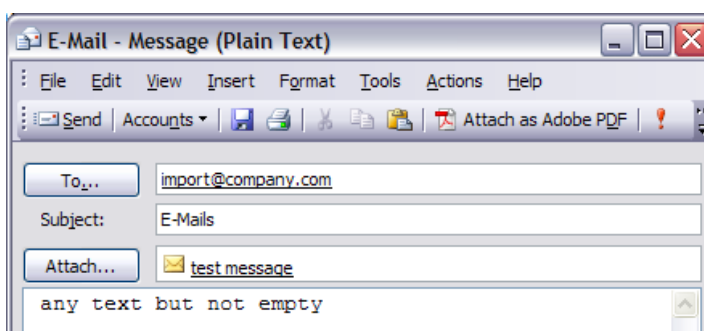 E-Mail - Message (Plain Text)
File Edit View Insert Format Tools Actions Help
Send Accounts Attach as Adobe PDF
To... import@company.com
Subject: E-Mails
Attach... test message
any text but not empty